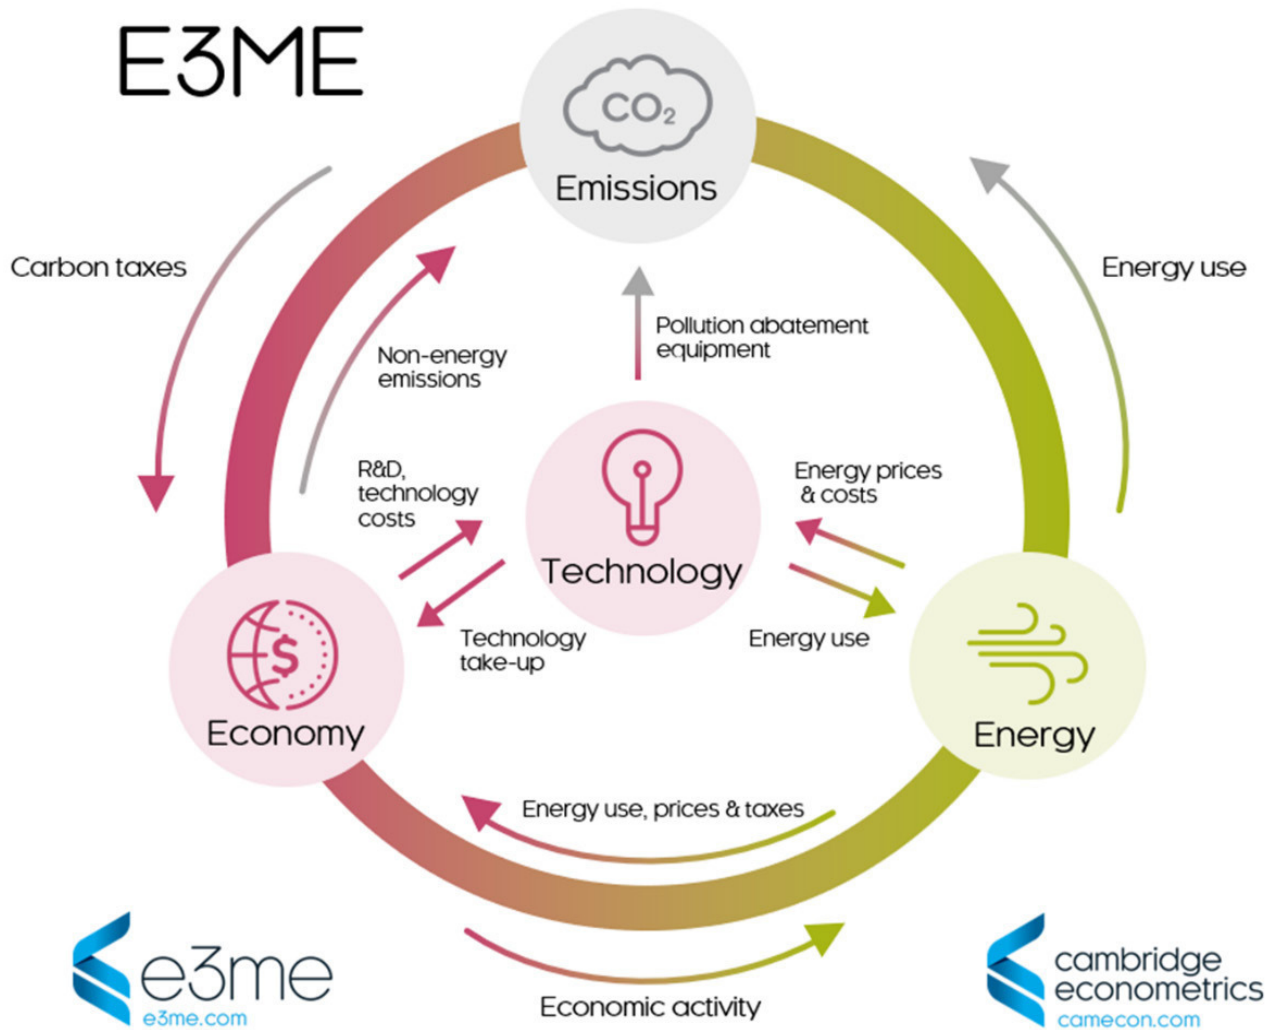 E3ME
CO₂
Emissions
Carbon taxes
Energy use
Pollution abatement
equipment
Non-energy
emissions
R&D,
technology
costs
Energy prices
& costs
Technology
Technology
take-up
Energy use
$
Economy
Energy
Energy use, prices & taxes
Economic activity
e3me
e3me.com
cambridge
econometrics
camecon.com